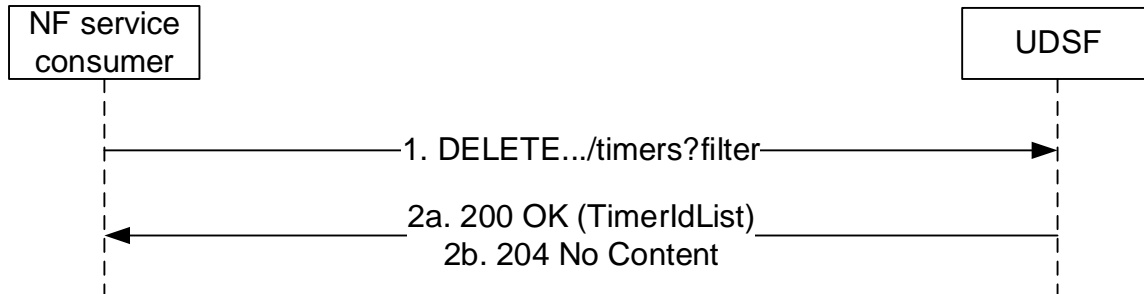 NF service
consumer
UDSF
1. DELETE.../timers?filter
2a. 200 OK (TimerIdList)
2b. 204 No Content